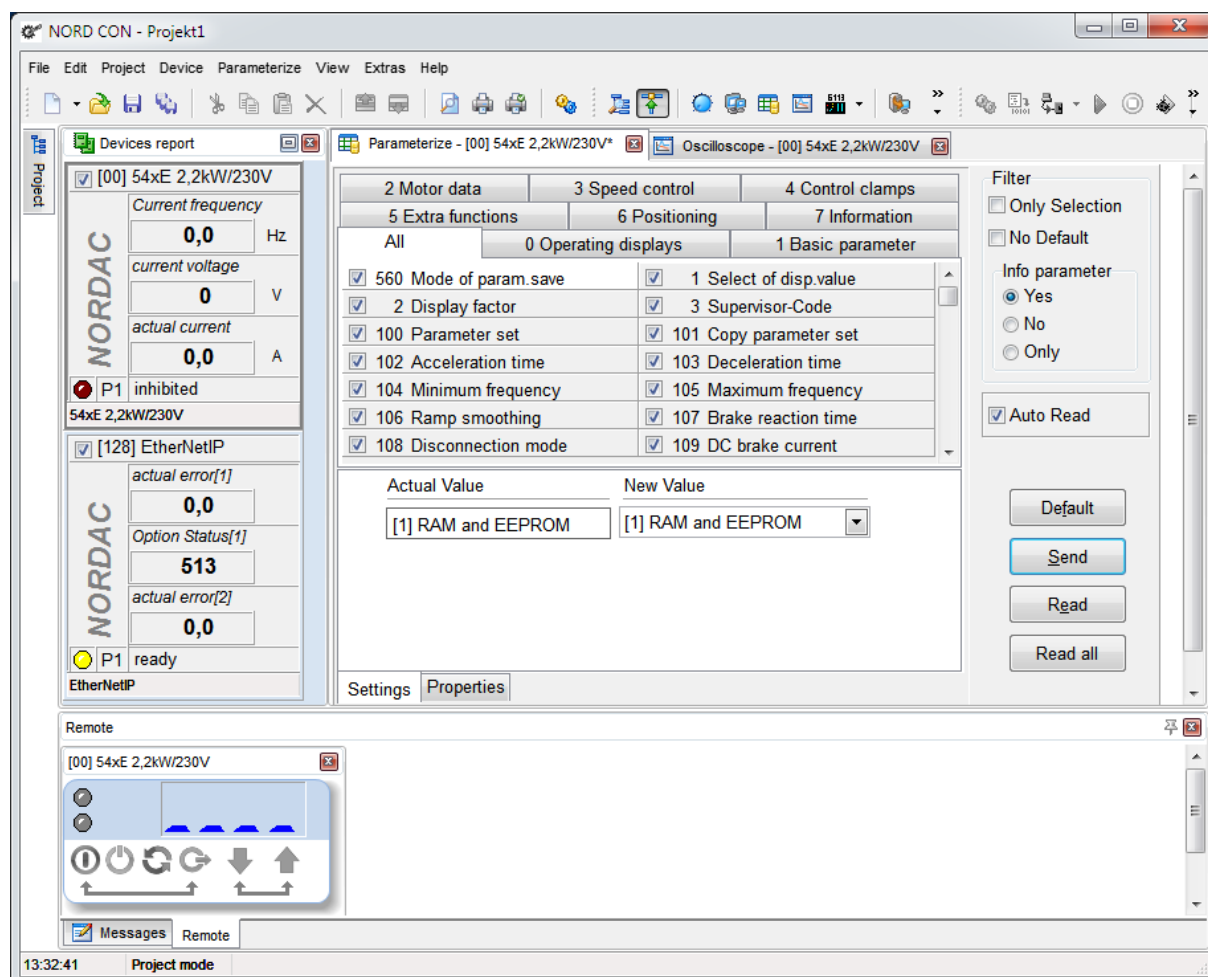 NORD CON - Projekt1
File Edit Project Device Parameterize View Extras Help
Project
Devices report
[00] 54xE 2,2kW/230V
NORDAC
Current frequency
0,0 Hz
current voltage
0 V
actual current
0,0 A
P1 inhibited
54xE 2,2kW/230V
[128] EtherNetIP
NORDAC
actual error[1]
0,0
Option Status[1]
513
actual error[2]
0,0
P1 ready
EtherNetIP
Parameterize - [00] 54xE 2,2kW/230V*
Oscilloscope - [00] 54xE 2,2kW/230V
2 Motor data 3 Speed control 4 Control clamps
5 Extra functions 6 Positioning 7 Information
All 0 Operating displays 1 Basic parameter
560 Mode of param.save 1 Select of disp.value
2 Display factor 3 Supervisor-Code
100 Parameter set 101 Copy parameter set
102 Acceleration time 103 Deceleration time
104 Minimum frequency 105 Maximum frequency
106 Ramp smoothing 107 Brake reaction time
108 Disconnection mode 109 DC brake current
Actual Value New Value
[1] RAM and EEPROM [1] RAM and EEPROM
Settings Properties
Filter
Only Selection
No Default
Info parameter
Yes
No
Only
Auto Read
Default
Send
Read
Read all
Remote
[00] 54xE 2,2kW/230V
Messages Remote
13:32:41 Project mode